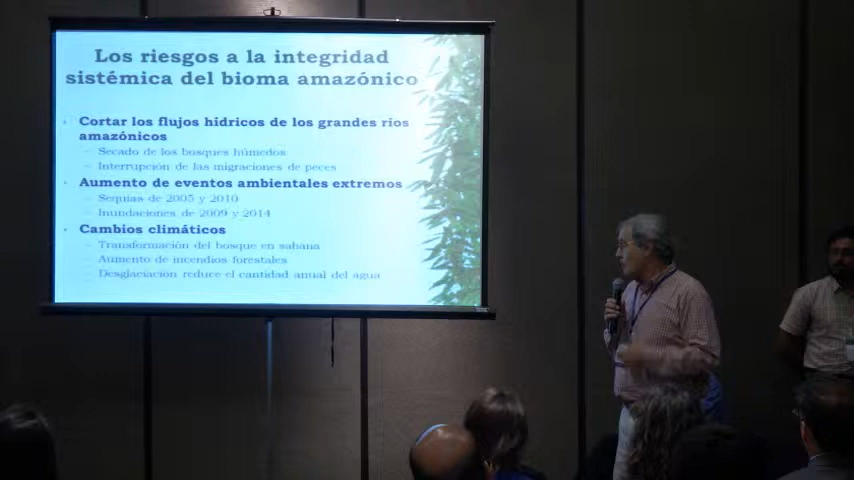 Los riesgos a la integridad
sistémica del bioma amazónico
Cortar los flujos hídricos de los grandes ríos
amazónicos
– Secado de los bosques húmedos
– Interrupción de las migraciones de peces
Aumento de eventos ambientales extremos
– Sequías de 2005 y 2010
– Inundaciones de 2009 y 2014
Cambios climáticos
– Transformación del bosque en sabana
– Aumento de incendios forestales
– Desglaciación reduce el cantidad anual del agua